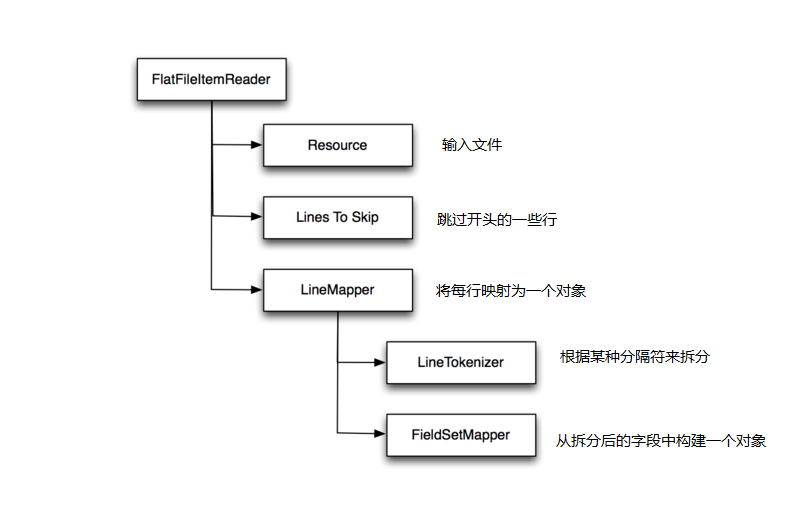 FlatFileItemReader
Resource
输入文件
Lines To Skip
跳过开头的一些行
LineMapper
将每行映射为一个对象
LineTokenizer
根据某种分隔符来拆分
FieldSetMapper
从拆分后的字段中构建一个对象